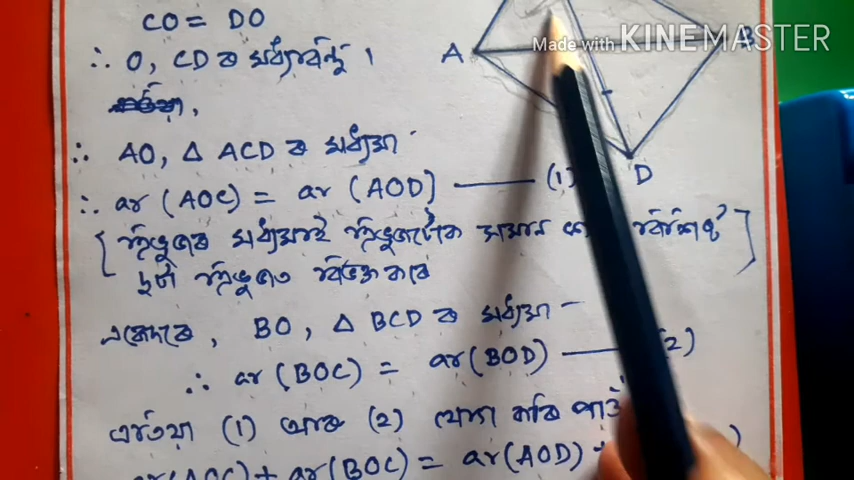 CO = DO
∴ O, CD ৰ মধ্যবিন্দু ।
∴ AO, Δ ACD ৰ মধ্যমা
∴ ar (AOC) = ar (AOD) —— (1)
[ ত্ৰিভুজৰ মধ্যমাই ত্ৰিভুজটোক সমান
দুটা ত্ৰিভুজত বিভক্ত কৰে ]
একেদৰে, BO, Δ BCD ৰ মধ্যমা
∴ ar (BOC) = ar (BOD) —— (2)
এতিয়া (1) আৰু (2) যোগ কৰি পাওঁ
ar(AOC) + ar(BOC) = ar(AOD) +
A
B
D
Made with KINEMASTER